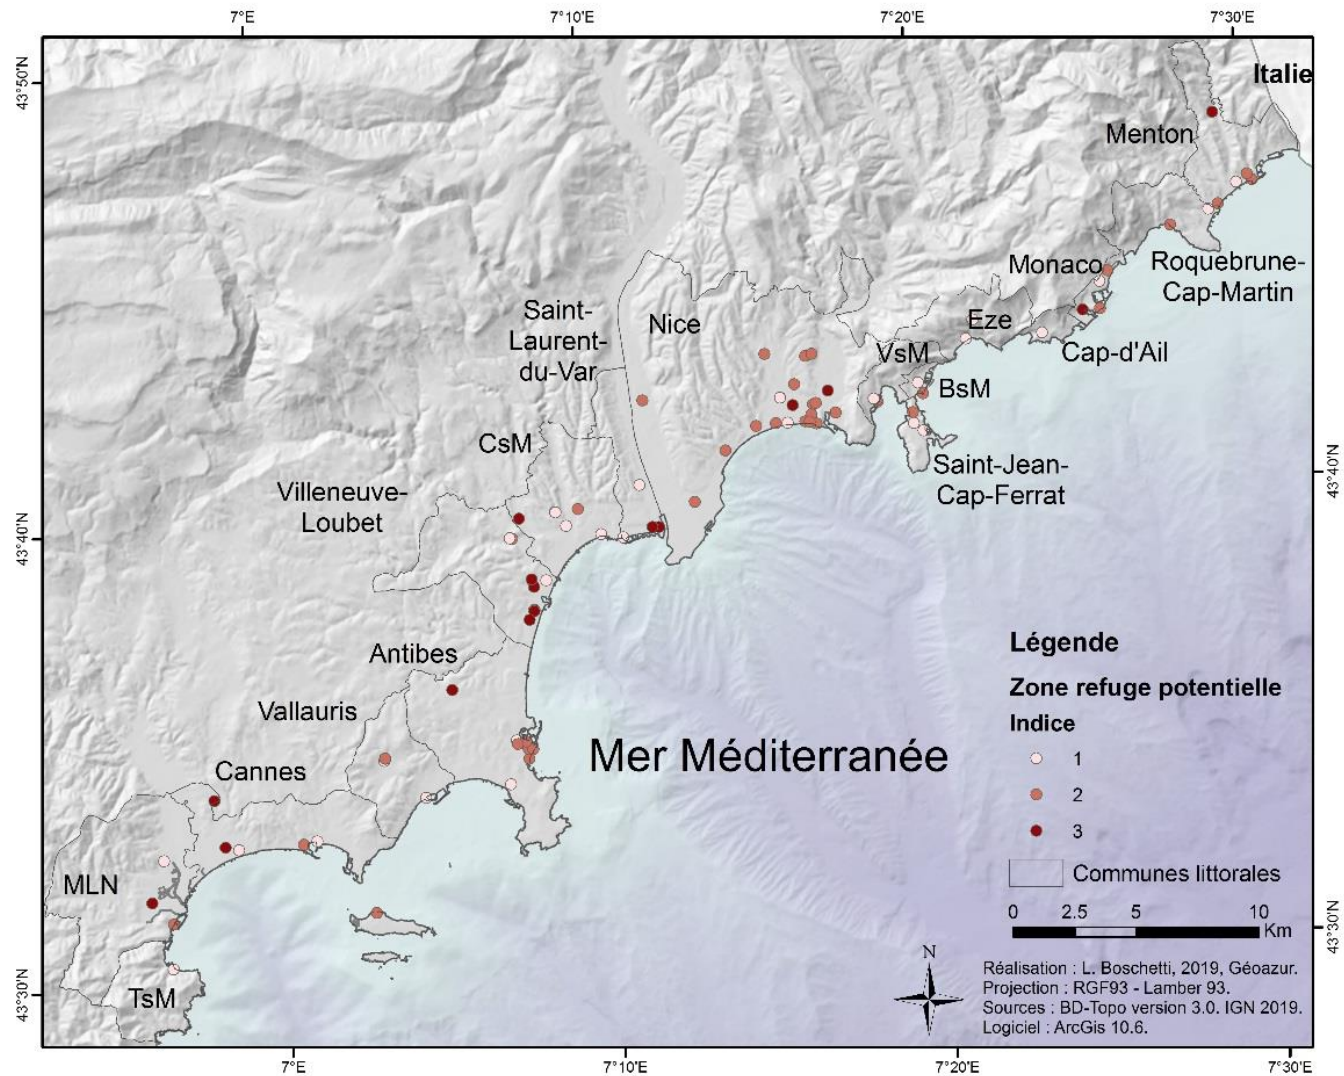 7°E
7°10'E
7°20'E
7°30'E
43°50'N
Italie
Menton
Monaco
Roquebrune-
Cap-Martin
Saint-
Laurent-
du-Var
Nice
Eze
VsM
Cap-d'Ail
BsM
CsM
Saint-Jean-
Cap-Ferrat
43°40'N
Villeneuve-
Loubet
43°40'N
Antibes
Vallauris
Cannes
Mer Méditerranée
MLN
TsM
Légende
Zone refuge potentielle
Indice
1
2
3
Communes littorales
0 2.5 5 10
Km
43°30'N
N
Réalisation : L. Boschetti, 2019, Géoazur.
Projection : RGF93 - Lamber 93.
Sources : BD-Topo version 3.0. IGN 2019.
Logiciel : ArcGis 10.6.
43°30'N
7°E
7°10'E
7°20'E
7°30'E